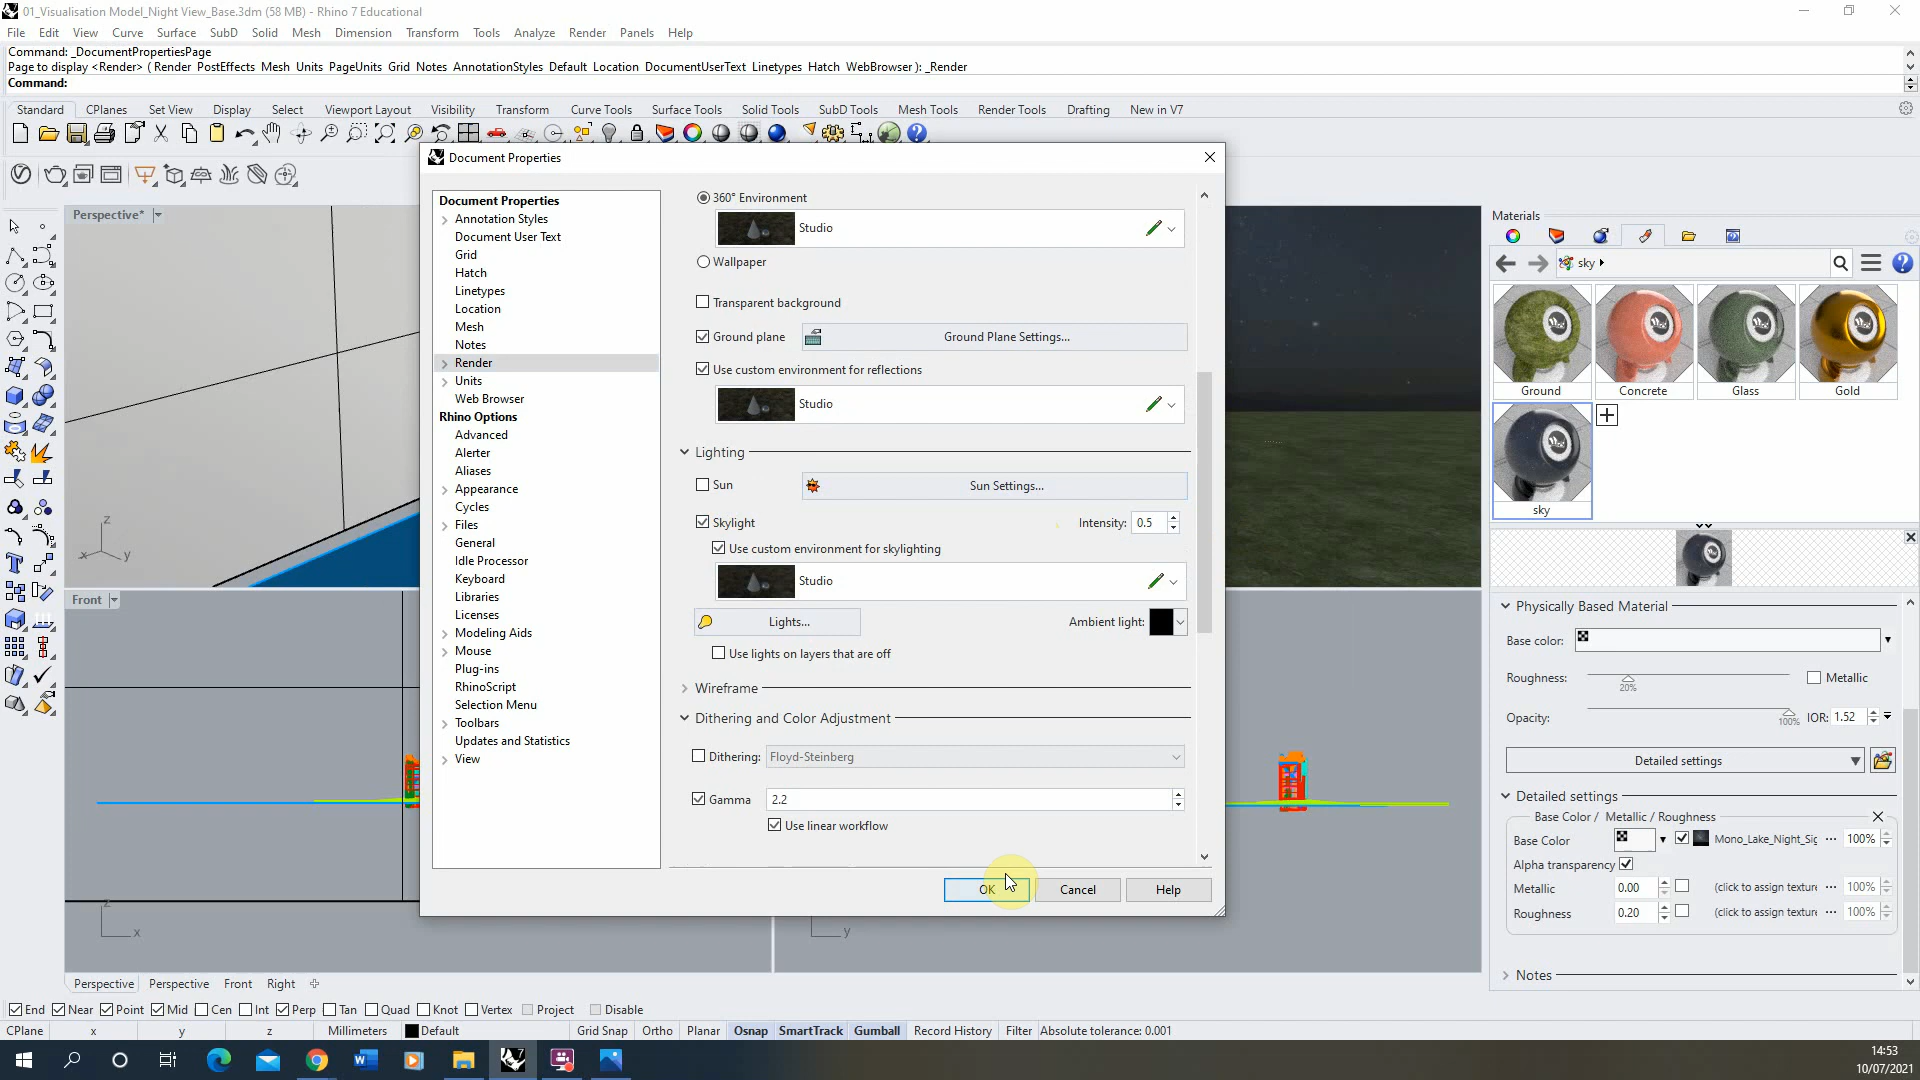 01_Visualisation Model_Night View_Base.3dm (58 MB) - Rhino 7 Educational
File Edit View Curve Surface SubD Solid Mesh Dimension Transform Tools Analyze Render Panels Help
Command: _DocumentPropertiesPage
Page to display <Render> ( Render PostEffects Mesh Units PageUnits Grid Notes AnnotationStyles Default Location DocumentUserText Linetypes Hatch WebBrowser ): _Render
Command:
Standard CPlanes Set View Display Select Viewport Layout Visibility Transform Curve Tools Surface Tools Solid Tools SubD Tools Mesh Tools Render Tools Drafting New in V7
Perspective*
z
x
y
Front
z
x
y
Document Properties
Document Properties
Annotation Styles
Document User Text
Grid
Hatch
Linetypes
Location
Mesh
Notes
Render
Units
Web Browser
Rhino Options
Advanced
Alerter
Aliases
Appearance
Cycles
Files
General
Idle Processor
Keyboard
Libraries
Licenses
Modeling Aids
Mouse
Plug-ins
RhinoScript
Selection Menu
Toolbars
Updates and Statistics
View
360° Environment
Studio
Wallpaper
Transparent background
Ground plane Ground Plane Settings...
Use custom environment for reflections
Studio
Lighting
Sun Sun Settings...
Skylight Intensity: 0.5
Use custom environment for skylighting
Studio
Lights... Ambient light:
Use lights on layers that are off
Wireframe
Dithering and Color Adjustment
Dithering: Floyd-Steinberg
Gamma 2.2
Use linear workflow
OK Cancel Help
Materials
sky
Ground Concrete Glass Gold
sky
Physically Based Material
Base color:
Roughness: 20% Metallic
Opacity: 100% IOR: 1.52
Detailed settings
Detailed settings
Base Color / Metallic / Roughness
Base Color Mono_Lake_Night_Sig ... 100%
Alpha transparency
Metallic 0.00 (click to assign texture ... 100%
Roughness 0.20 (click to assign texture ... 100%
Notes
Perspective Perspective Front Right
End Near Point Mid Cen Int Perp Tan Quad Knot Vertex Project Disable
CPlane x y z Millimeters Default Grid Snap Ortho Planar Osnap SmartTrack Gumball Record History Filter Absolute tolerance: 0.001
14:53
10/07/2021